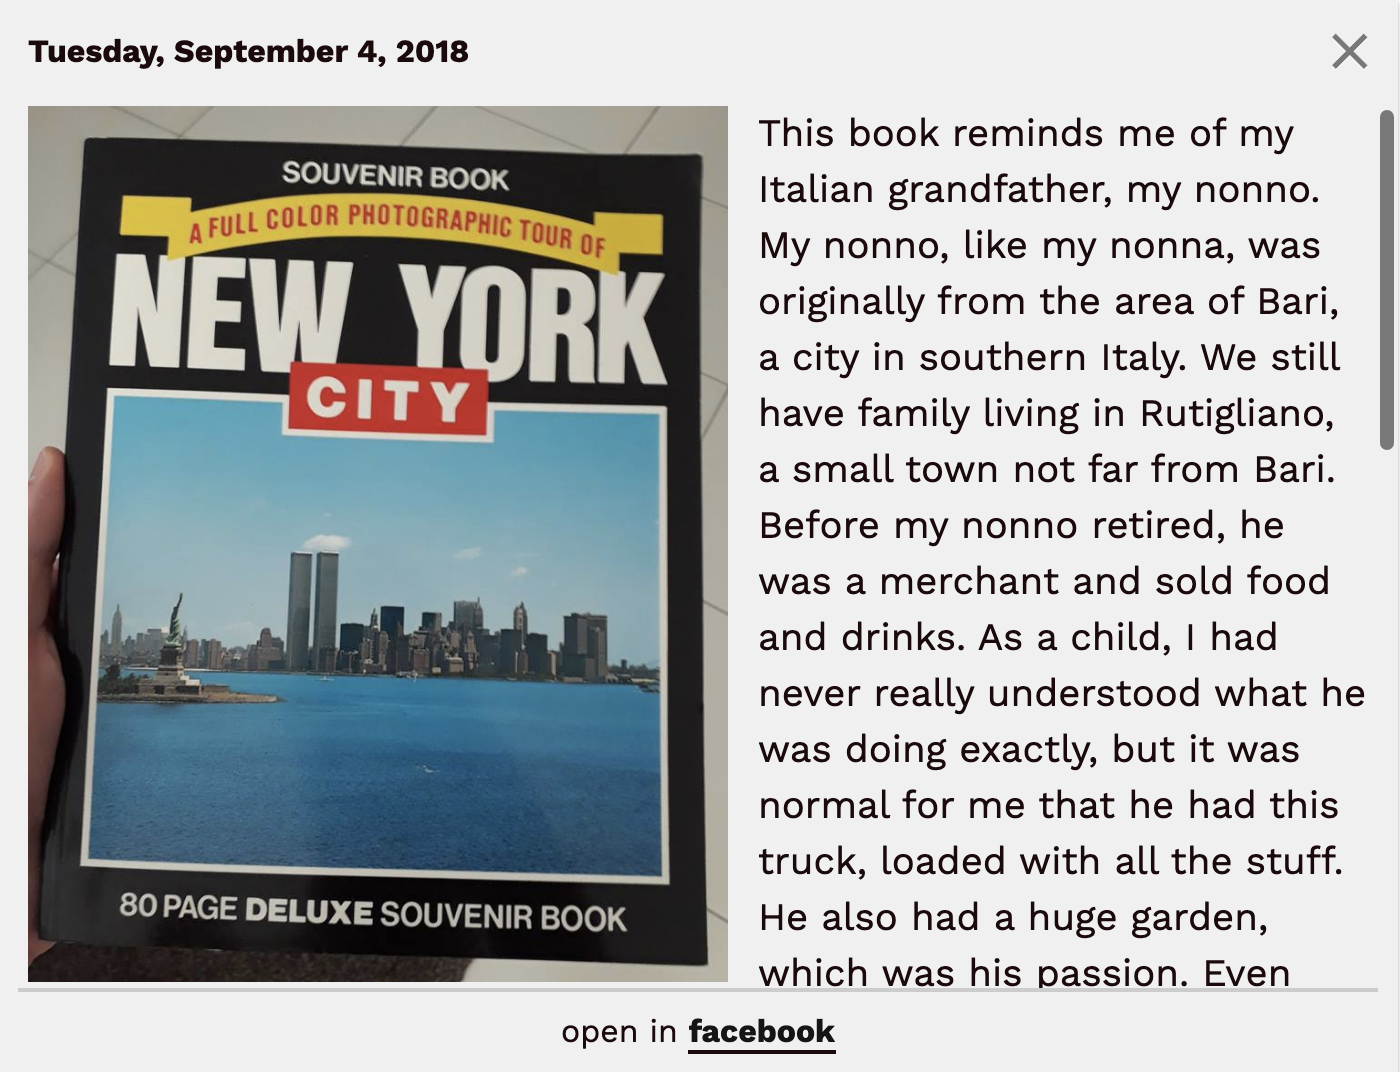 Tuesday, September 4, 2018
SOUVENIR BOOK
A FULL COLOR PHOTOGRAPHIC TOUR OF
NEW YORK
CITY
80 PAGE DELUXE SOUVENIR BOOK
This book reminds me of my
Italian grandfather, my nonno.
My nonno, like my nonna, was
originally from the area of Bari,
a city in southern Italy. We still
have family living in Rutigliano,
a small town not far from Bari.
Before my nonno retired, he
was a merchant and sold food
and drinks. As a child, I had
never really understood what he
was doing exactly, but it was
normal for me that he had this
truck, loaded with all the stuff.
He also had a huge garden,
which was his passion. Even
open in facebook